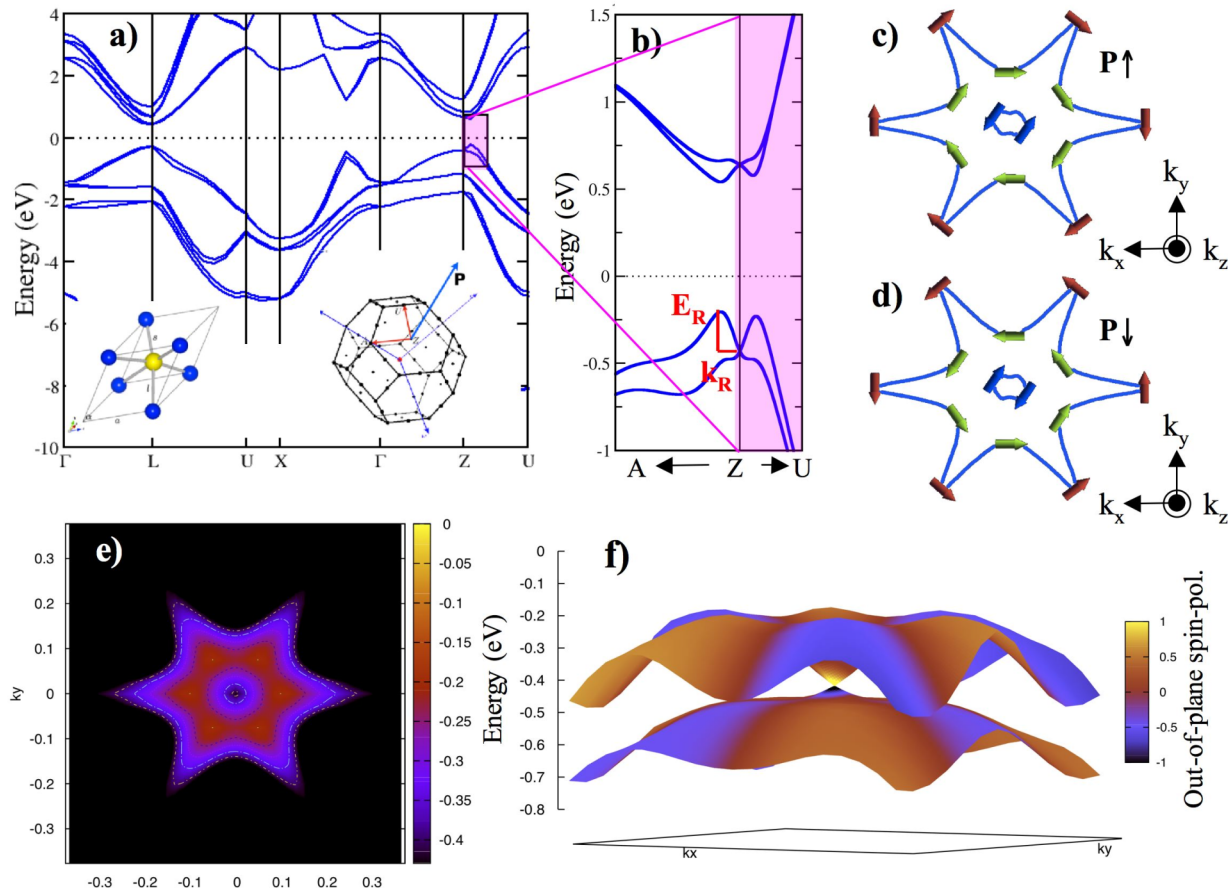 a)
4
2
0
-2
-4
-6
-8
-10
Energy (eV)
P
Γ
L
U
X
Γ
Z
U
b)
1.5
1
0.5
0
-0.5
-1
Energy (eV)
E_R
k_R
A
Z
U
c)
P↑
k_y
k_x
k_z
d)
P↓
k_y
k_x
k_z
e)
0.3
0.2
0.1
0
-0.1
-0.2
-0.3
ky
-0.3
-0.2
-0.1
0
0.1
0.2
0.3
0
-0.05
-0.1
-0.15
-0.2
-0.25
-0.3
-0.35
-0.4
f)
Energy (eV)
0
-0.1
-0.2
-0.3
-0.4
-0.5
-0.6
-0.7
-0.8
kx
ky
1
0.5
0
-0.5
-1
Out-of-plane spin-pol.